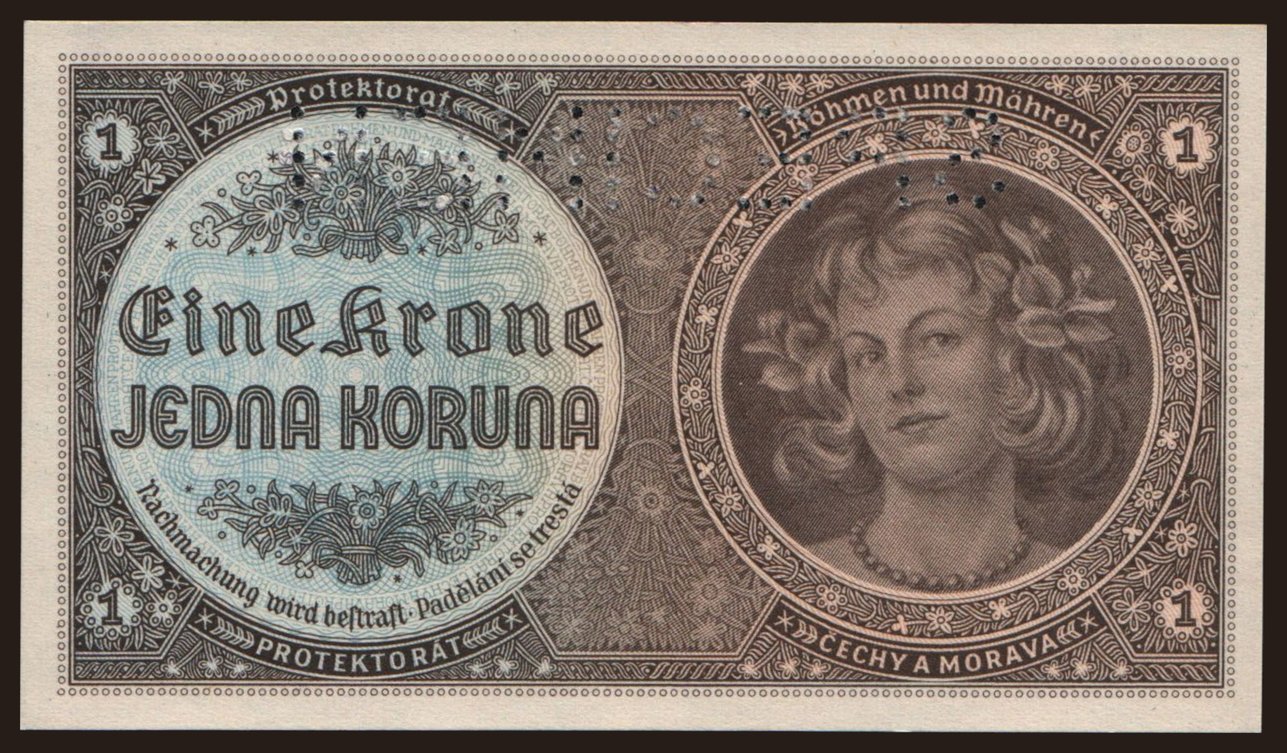 Protektorat
Böhmen und Mähren
1
1
Eine Krone
JEDNA KORUNA
Nachmachung wird bestraft · Padělání se trestá
1
1
PROTEKTORÁT
ČECHY A MORAVA